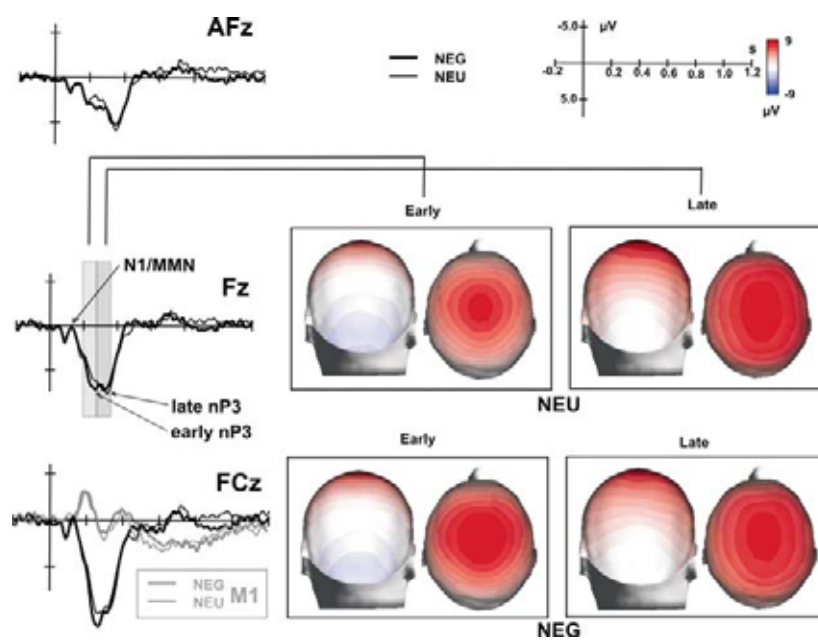 AFz
NEG
NEU
-5.0
µV
-0.2
0.2
0.4
0.6
0.8
1.0
1.2
s
5.0
9
-9
µV
Early
Late
N1/MMN
Fz
late nP3
early nP3
NEU
Early
Late
FCz
NEG
NEU
M1
NEG